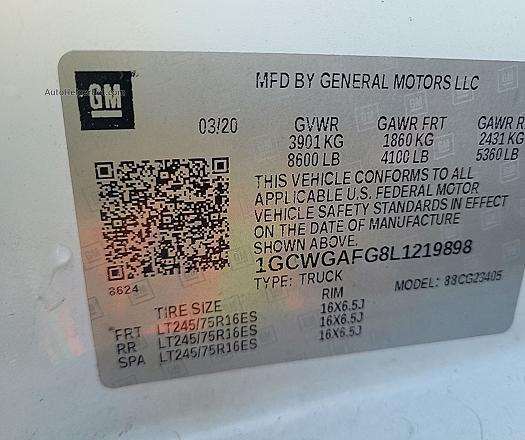 AutoHelperBot.com
GM
MFD BY GENERAL MOTORS LLC
03/20 GVWR GAWR FRT GAWR R
3901 KG 1860 KG 2431 KG
8600 LB 4100 LB 5360 LB
THIS VEHICLE CONFORMS TO ALL
APPLICABLE U.S. FEDERAL MOTOR
VEHICLE SAFETY STANDARDS IN EFFECT
ON THE DATE OF MANUFACTURE
SHOWN ABOVE.
1GCWGAFG8L1219898
8624 TYPE: TRUCK MODEL: 88CG23405
TIRE SIZE RIM
FRT LT245/75R16ES 16X6.5J
RR LT245/75R16ES 16X6.5J
SPA LT245/75R16ES 16X6.5J